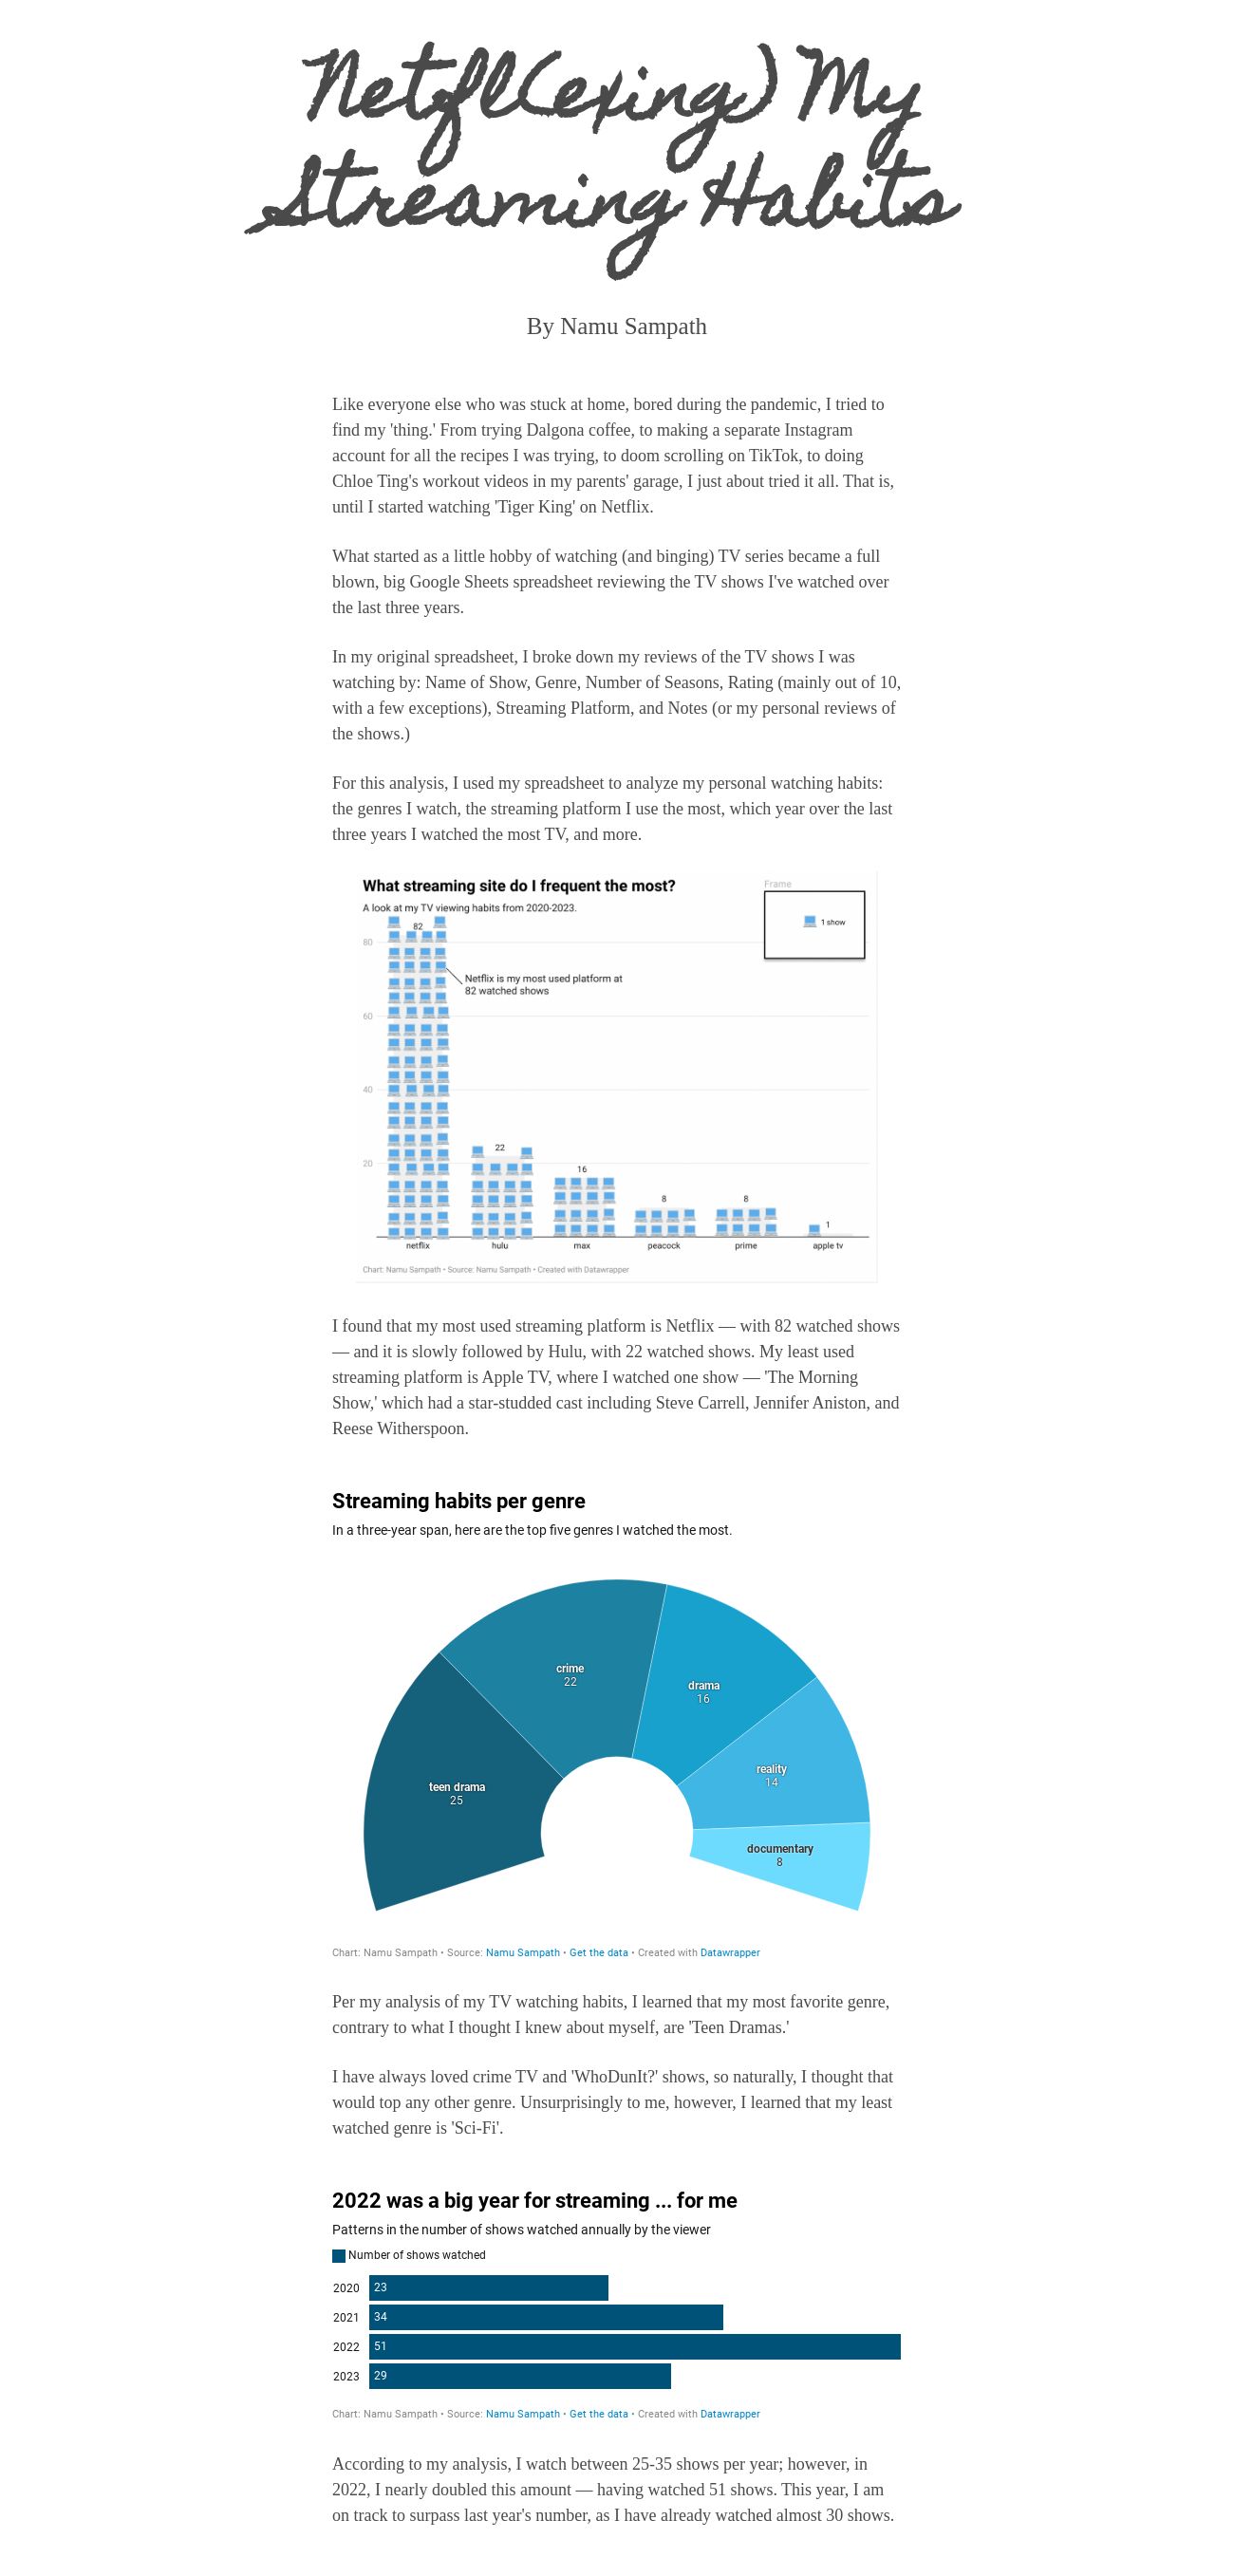 Netfl(exing) My
Streaming Habits
By Namu Sampath
Like everyone else who was stuck at home, bored during the pandemic, I tried to
find my 'thing.' From trying Dalgona coffee, to making a separate Instagram
account for all the recipes I was trying, to doom scrolling on TikTok, to doing
Chloe Ting's workout videos in my parents' garage, I just about tried it all. That is,
until I started watching 'Tiger King' on Netflix.
What started as a little hobby of watching (and binging) TV series became a full
blown, big Google Sheets spreadsheet reviewing the TV shows I've watched over
the last three years.
In my original spreadsheet, I broke down my reviews of the TV shows I was
watching by: Name of Show, Genre, Number of Seasons, Rating (mainly out of 10,
with a few exceptions), Streaming Platform, and Notes (or my personal reviews of
the shows.)
For this analysis, I used my spreadsheet to analyze my personal watching habits:
the genres I watch, the streaming platform I use the most, which year over the last
three years I watched the most TV, and more.
What streaming site do I frequent the most?
A look at my TV viewing habits from 2020-2023.
Frame
1 show
82
80
Netflix is my most used platform at
82 watched shows
60
40
20
22
16
8
8
1
netflix
hulu
max
peacock
prime
apple tv
Chart: Namu Sampath • Source: Namu Sampath • Created with Datawrapper
I found that my most used streaming platform is Netflix — with 82 watched shows
— and it is slowly followed by Hulu, with 22 watched shows. My least used
streaming platform is Apple TV, where I watched one show — 'The Morning
Show,' which had a star-studded cast including Steve Carrell, Jennifer Aniston, and
Reese Witherspoon.
Streaming habits per genre
In a three-year span, here are the top five genres I watched the most.
crime
22
drama
16
reality
14
teen drama
25
documentary
8
Chart: Namu Sampath • Source: Namu Sampath • Get the data • Created with Datawrapper
Per my analysis of my TV watching habits, I learned that my most favorite genre,
contrary to what I thought I knew about myself, are 'Teen Dramas.'
I have always loved crime TV and 'WhoDunIt?' shows, so naturally, I thought that
would top any other genre. Unsurprisingly to me, however, I learned that my least
watched genre is 'Sci-Fi'.
2022 was a big year for streaming ... for me
Patterns in the number of shows watched annually by the viewer
Number of shows watched
2020 23
2021 34
2022 51
2023 29
Chart: Namu Sampath • Source: Namu Sampath • Get the data • Created with Datawrapper
According to my analysis, I watch between 25-35 shows per year; however, in
2022, I nearly doubled this amount — having watched 51 shows. This year, I am
on track to surpass last year's number, as I have already watched almost 30 shows.